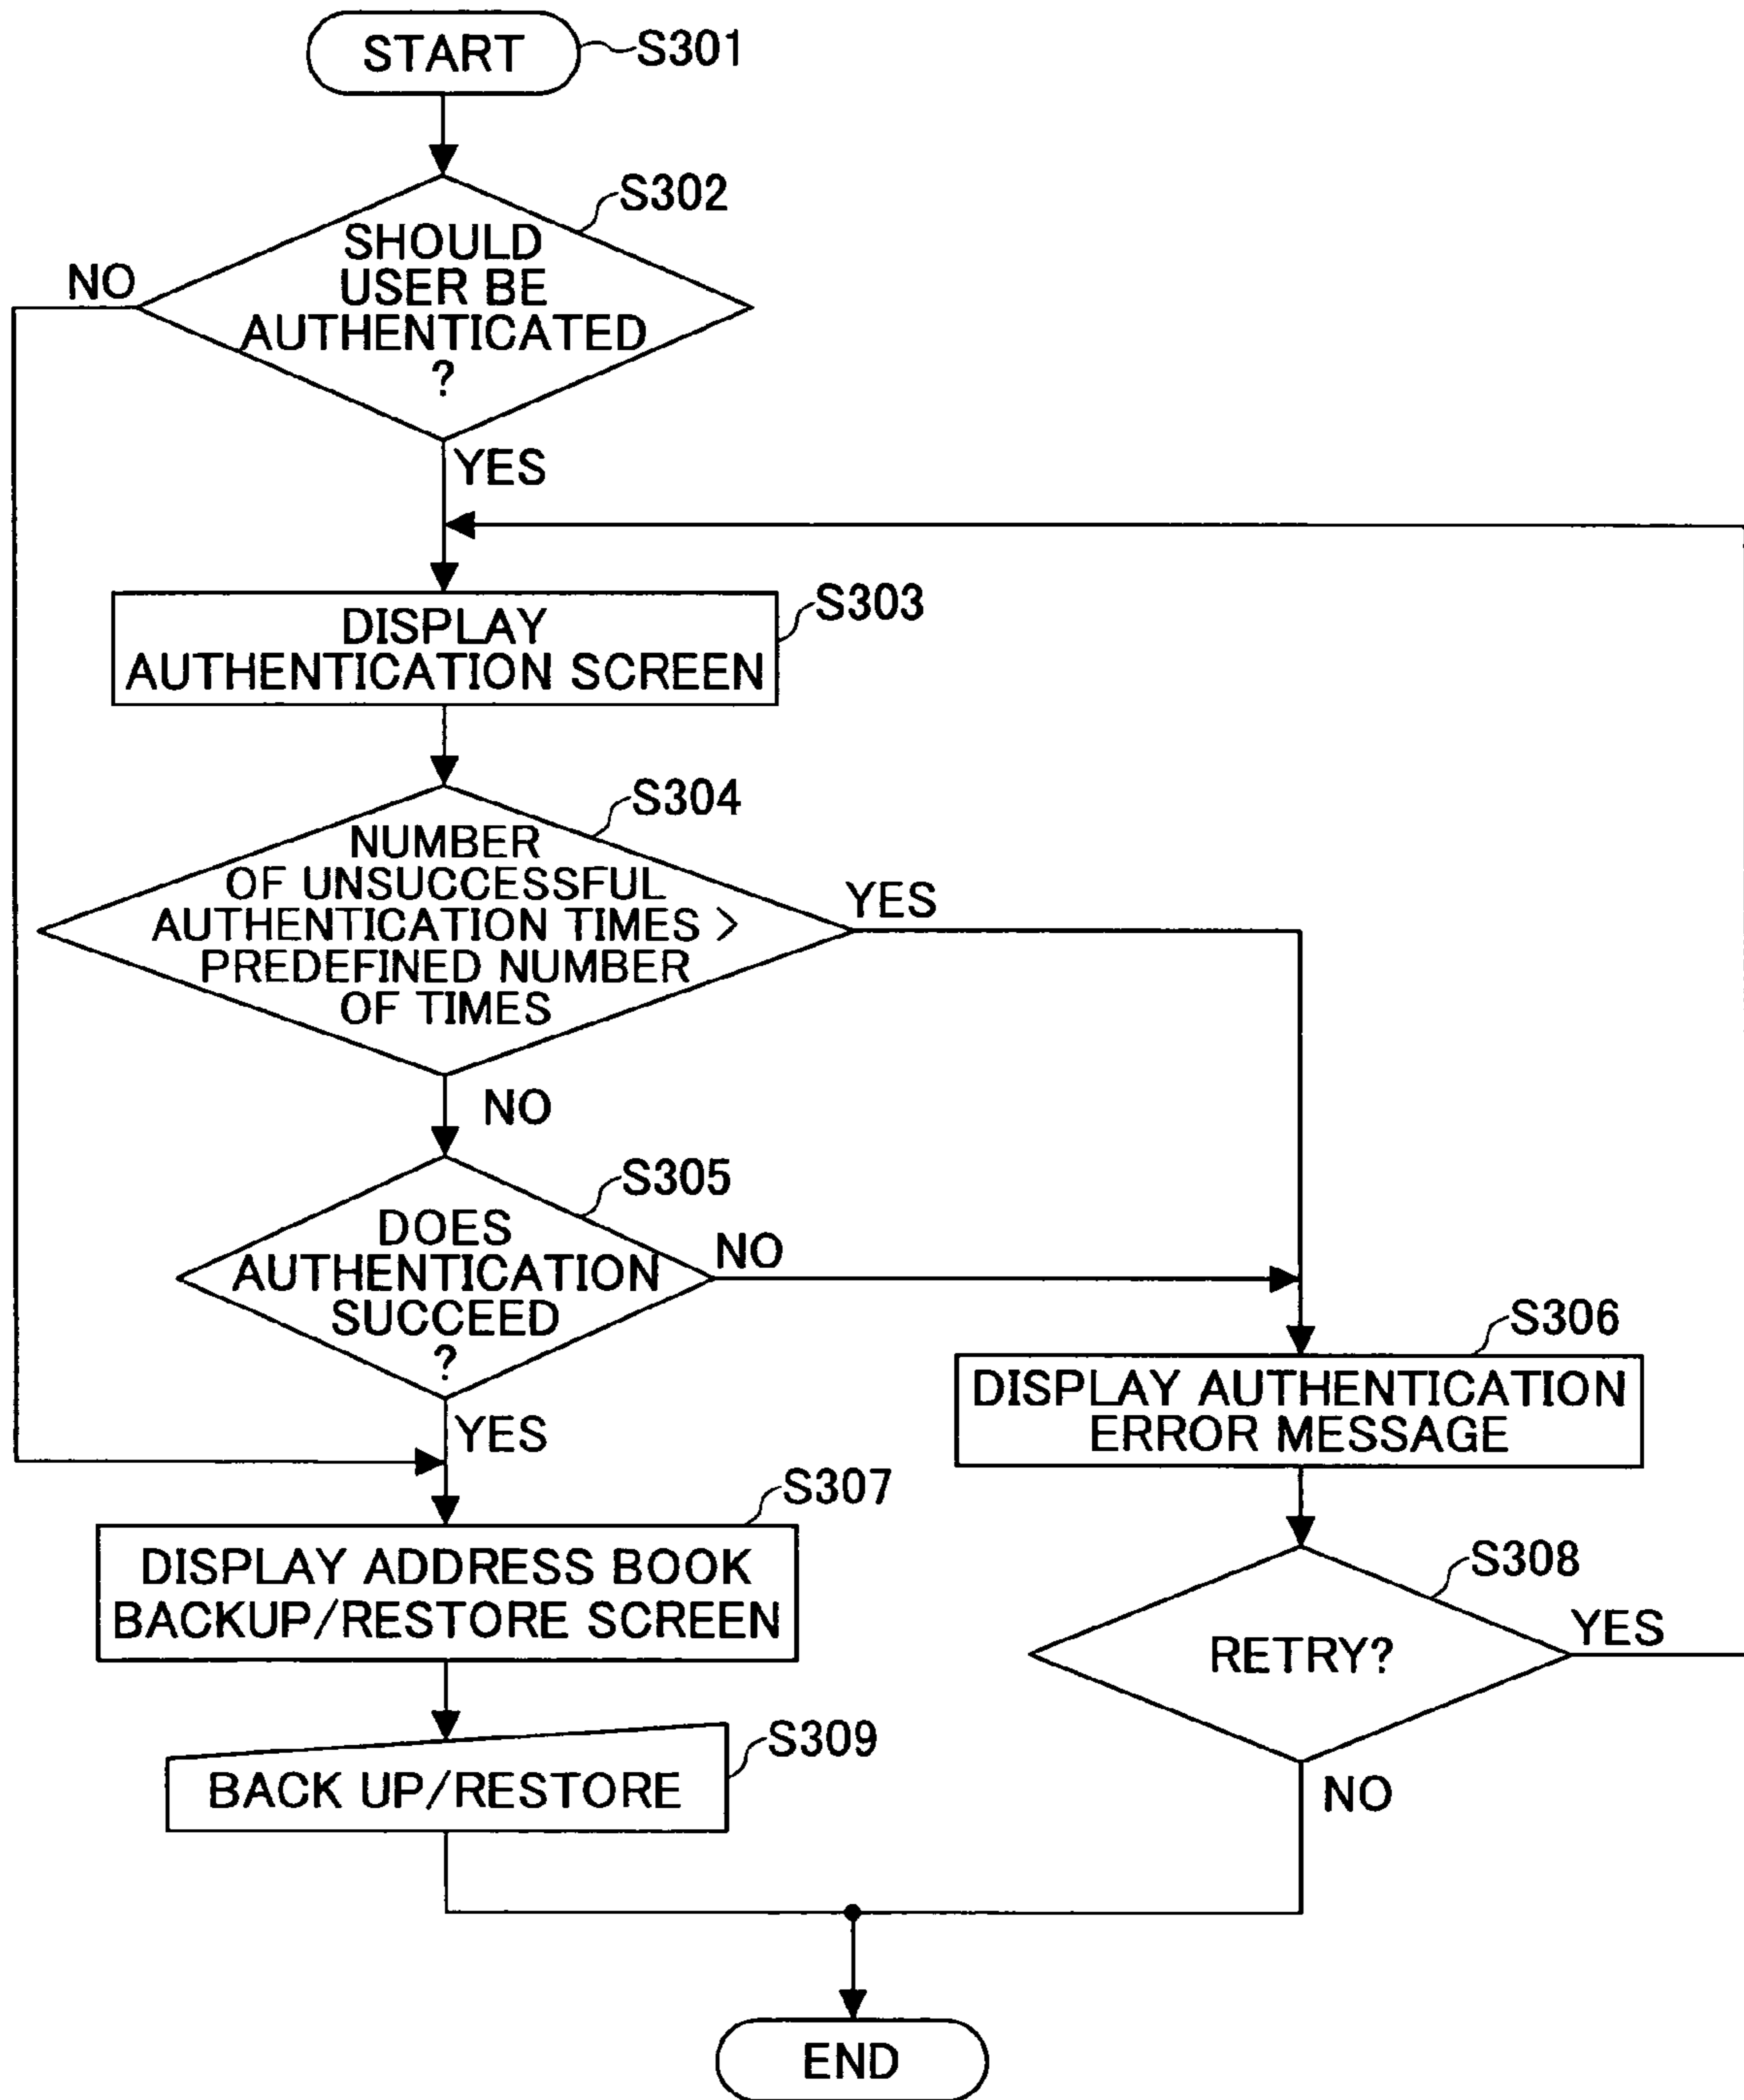 START
S301
S302
SHOULD
USER BE
AUTHENTICATED
?
NO
YES
S303
DISPLAY
AUTHENTICATION SCREEN
S304
NUMBER
OF UNSUCCESSFUL
AUTHENTICATION TIMES >
PREDEFINED NUMBER
OF TIMES
YES
NO
S305
DOES
AUTHENTICATION
SUCCEED
?
NO
YES
S306
DISPLAY AUTHENTICATION
ERROR MESSAGE
S307
DISPLAY ADDRESS BOOK
BACKUP/RESTORE SCREEN
S308
RETRY?
YES
NO
S309
BACK UP/RESTORE
END